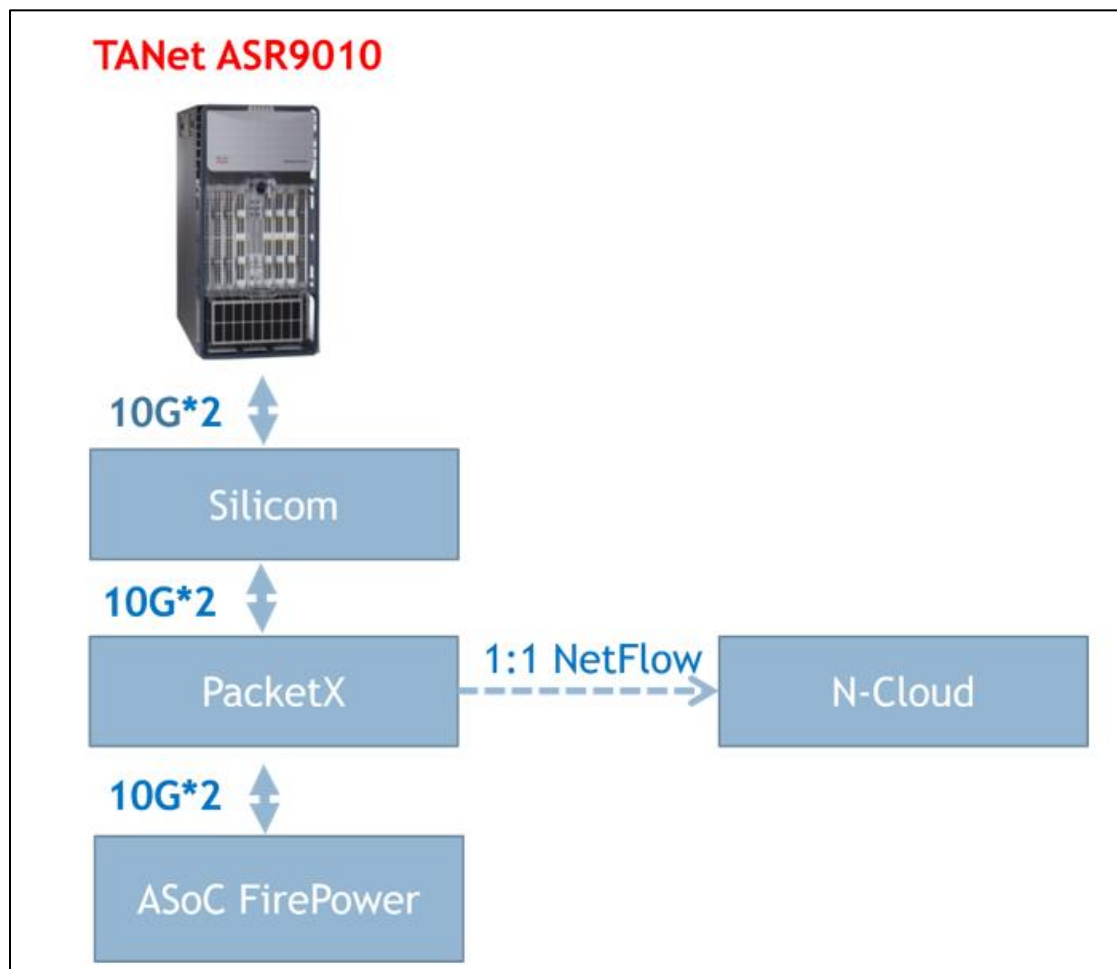 TANet ASR9010
10G*2
Silicom
10G*2
PacketX
1:1 NetFlow
N-Cloud
10G*2
ASoC FirePower